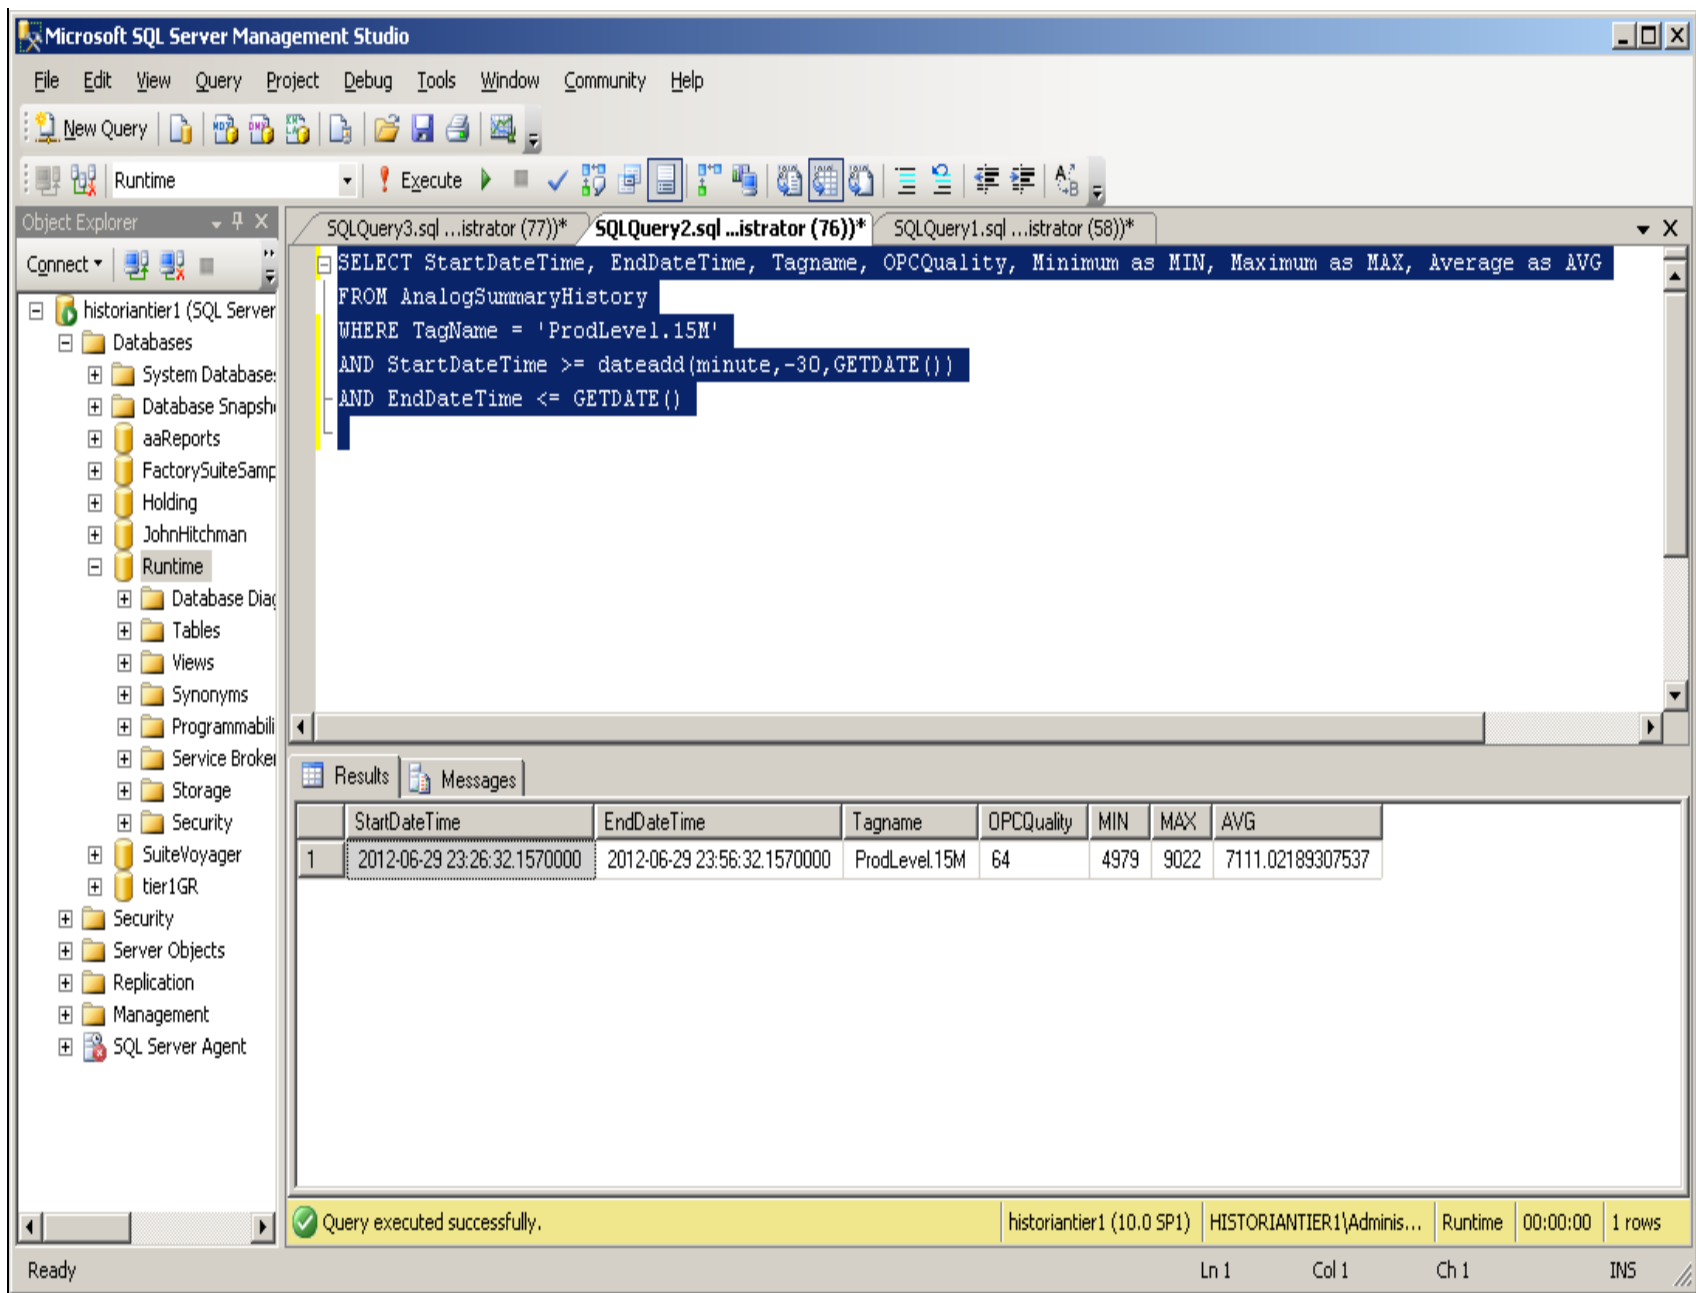 Microsoft SQL Server Management Studio
File Edit View Query Project Debug Tools Window Community Help
New Query
Runtime Execute
Object Explorer
Connect
historiantier1 (SQL Server
Databases
System Database
Database Snapsh
aaReports
FactorySuiteSamp
Holding
JohnHitchman
Runtime
Database Diag
Tables
Views
Synonyms
Programmabili
Service Broker
Storage
Security
SuiteVoyager
tier1GR
Security
Server Objects
Replication
Management
SQL Server Agent
SQLQuery3.sql ...istrator (77))* SQLQuery2.sql ...istrator (76))* SQLQuery1.sql ...istrator (58))*
SELECT StartDateTime, EndDateTime, Tagname, OPCQuality, Minimum as MIN, Maximum as MAX, Average as AVG
FROM AnalogSummaryHistory
WHERE TagName = 'ProdLevel.15M'
AND StartDateTime >= dateadd(minute,-30,GETDATE())
AND EndDateTime <= GETDATE()
Results Messages
StartDateTime EndDateTime Tagname OPCQuality MIN MAX AVG
1 2012-06-29 23:26:32.1570000 2012-06-29 23:56:32.1570000 ProdLevel.15M 64 4979 9022 7111.02189307537
Query executed successfully. historiantier1 (10.0 SP1) HISTORIANTIER1\Adminis... Runtime 00:00:00 1 rows
Ready Ln 1 Col 1 Ch 1 INS